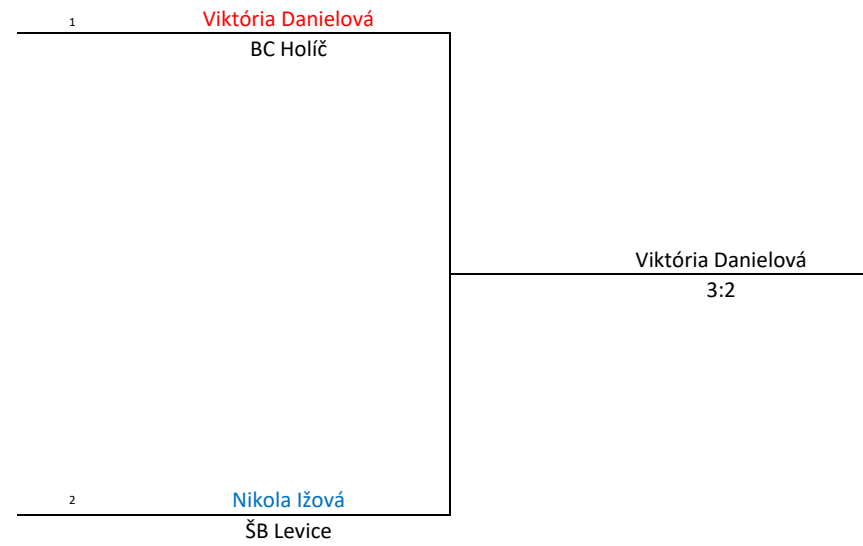 1 Viktória Danielová
BC Holíč
Viktória Danielová
3:2
2 Nikola Ižová
ŠB Levice